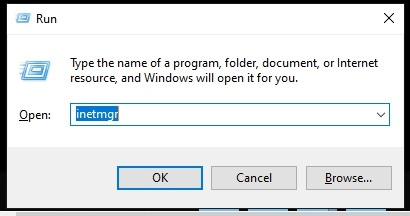 Run
Type the name of a program, folder, document, or Internet
resource, and Windows will open it for you.
Open: inetmgr
OK Cancel Browse...